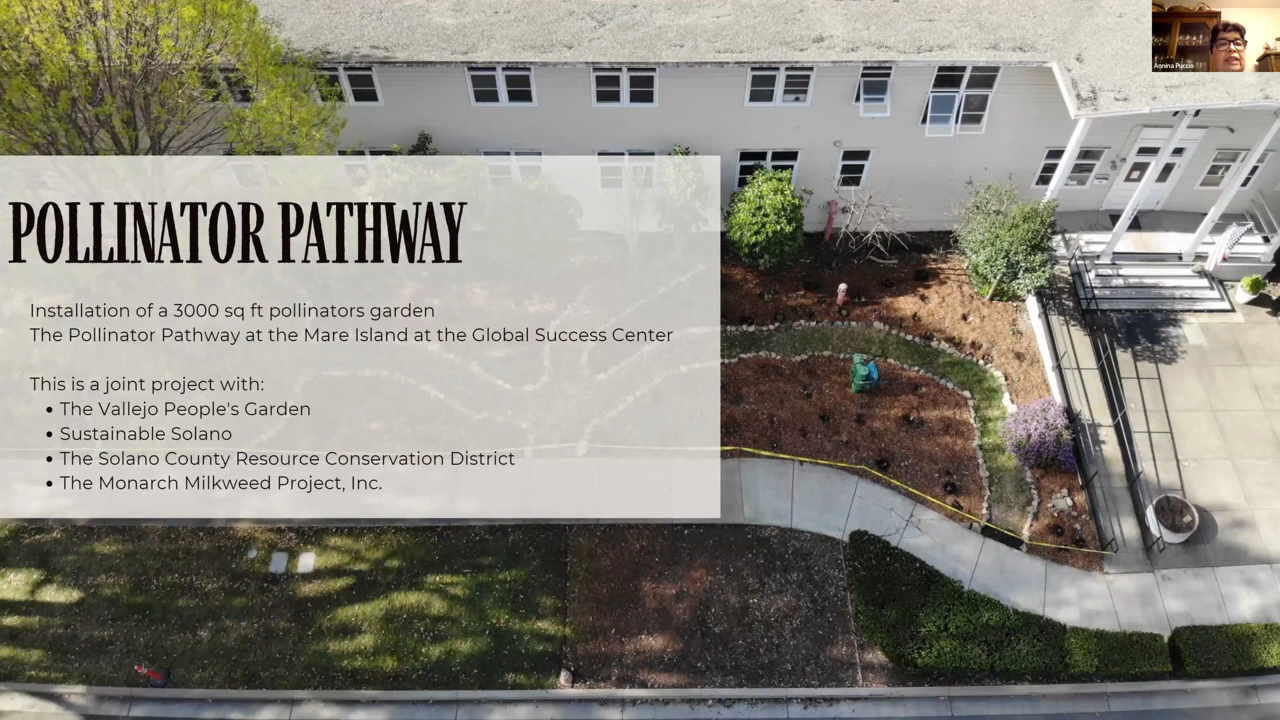 Annina Puccio
POLLINATOR PATHWAY
Installation of a 3000 sq ft pollinators garden
The Pollinator Pathway at the Mare Island at the Global Success Center
This is a joint project with:
• The Vallejo People's Garden
• Sustainable Solano
• The Solano County Resource Conservation District
• The Monarch Milkweed Project, Inc.